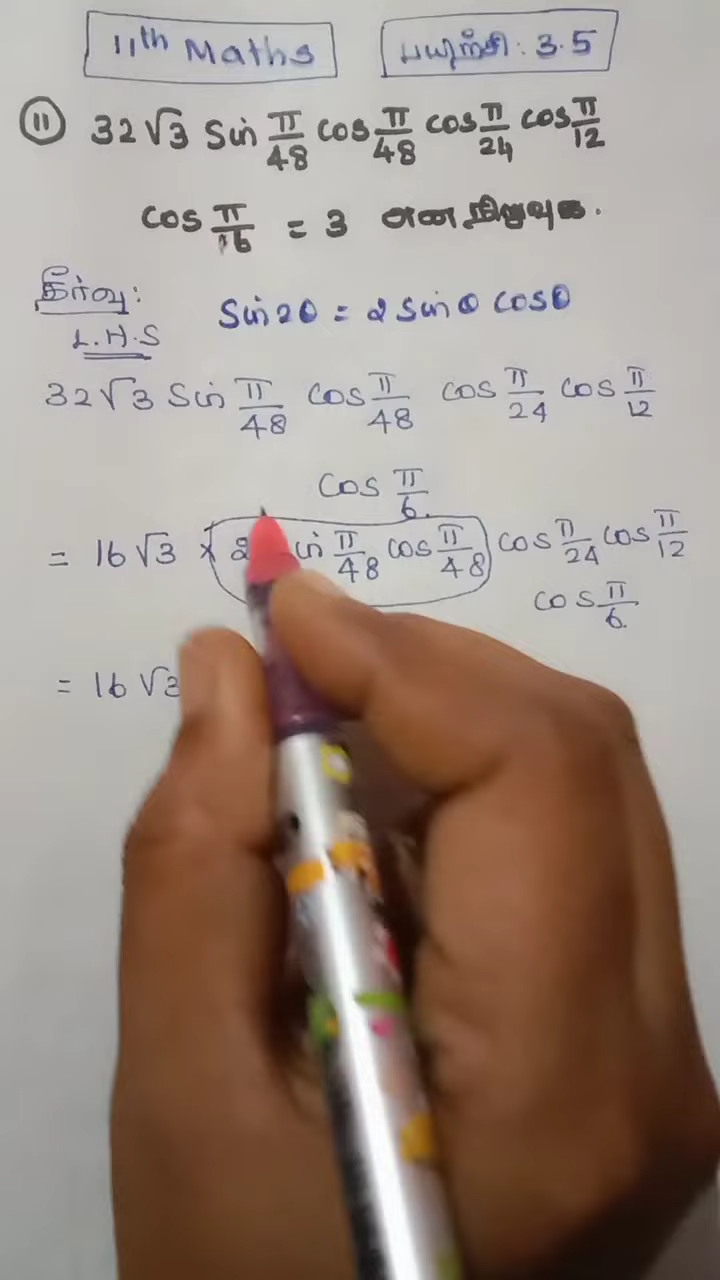 11th Maths
பயிற்சி : 3.5
(11) 32√3 Sin π/48 cos π/48 cos π/24 cos π/12
cos π/16 = 3 என நிறுவுக.
தீர்வு:
Sin2θ = 2 Sinθ cosθ
L.H.S
32√3 Sin π/48 cos π/48 cos π/24 cos π/12
cos π/6
= 16√3 × 2 π/48 cos π/48 cos π/24 cos π/12
cos π/6
= 16√3